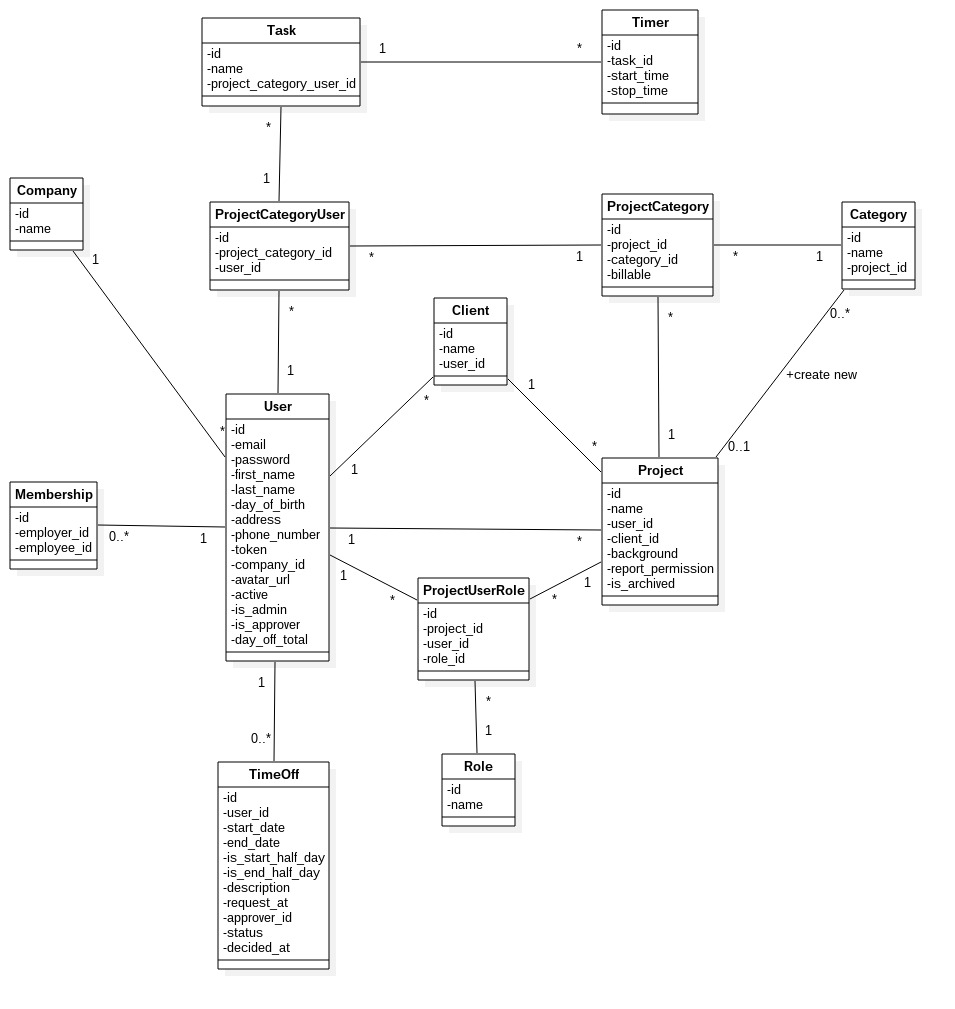 Task
-id
-name
-project_category_user_id
1
*
Timer
-id
-task_id
-start_time
-stop_time
*
1
Company
-id
-name
1
ProjectCategoryUser
-id
-project_category_id
-user_id
*
1
ProjectCategory
-id
-project_id
-category_id
-billable
*
1
Category
-id
-name
-project_id
0..*
+create new
0..1
*
1
*
1
Client
-id
-name
-user_id
*
1
1
*
*
User
-id
-email
-password
-first_name
-last_name
-day_of_birth
-address
-phone_number
-token
-company_id
-avatar_url
-active
-is_admin
-is_approver
-day_off_total
Membership
-id
-employer_id
-employee_id
0..*
1
1
*
Project
-id
-name
-user_id
-client_id
-background
-report_permission
-is_archived
1
*
ProjectUserRole
-id
-project_id
-user_id
-role_id
*
1
*
1
Role
-id
-name
1
0..*
TimeOff
-id
-user_id
-start_date
-end_date
-is_start_half_day
-is_end_half_day
-description
-request_at
-approver_id
-status
-decided_at